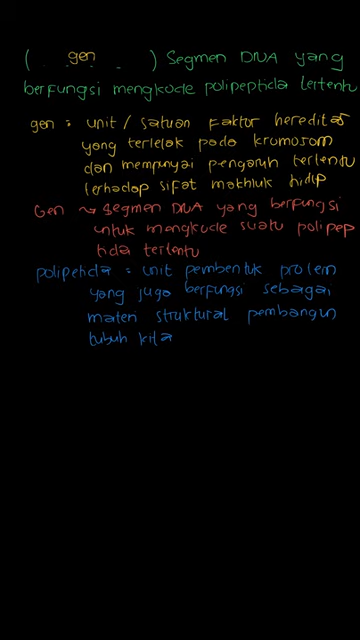 ( gen ) Segmen DNA yang
berfungsi mengkode polipeptida tertentu
gen : unit / satuan faktor hereditas
yang terletak pada kromosom
dan mempunyai pengaruh tertentu
terhadap sifat makhluk hidup
Gen → segmen DNA yang berfungsi
untuk mengkode suatu polipep
tida tertentu
polipetida : unit pembentuk protein
yang juga berfungsi sebagai
materi struktural pembangun
tubuh kita